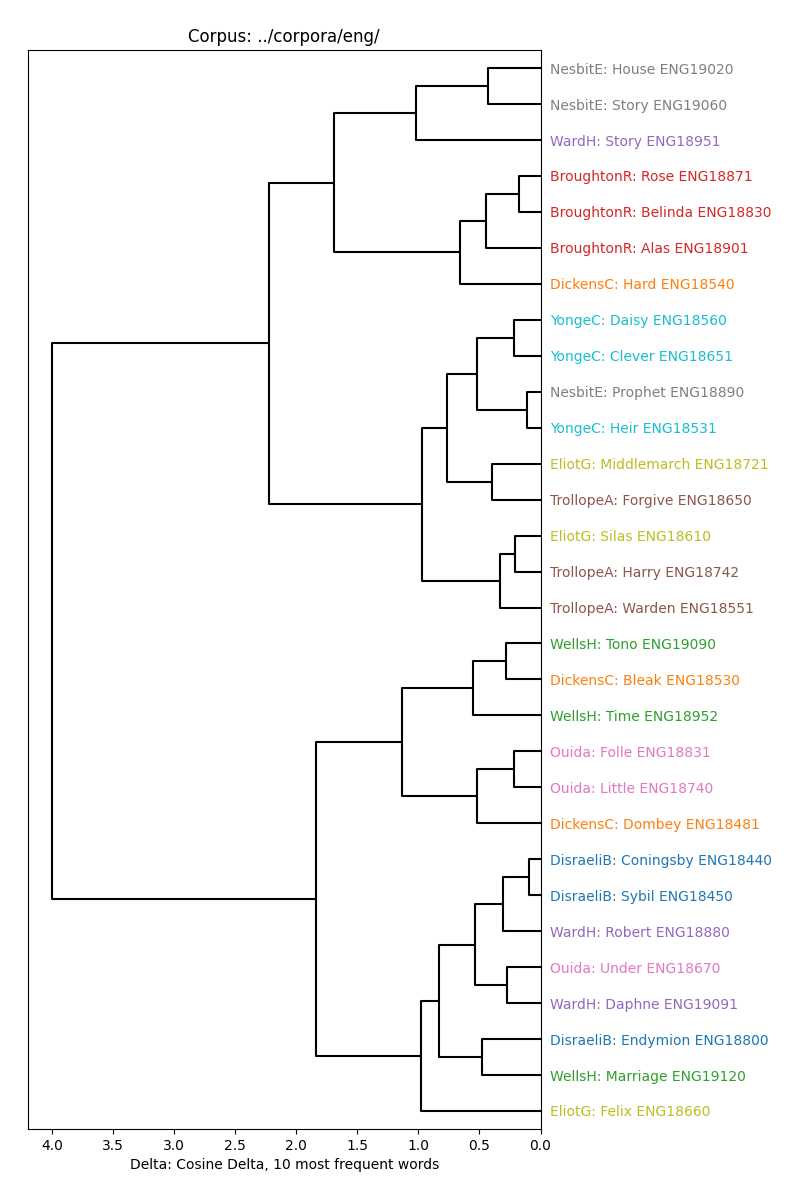 Corpus: ../corpora/eng/
NesbitE: House ENG19020
NesbitE: Story ENG19060
WardH: Story ENG18951
BroughtonR: Rose ENG18871
BroughtonR: Belinda ENG18830
BroughtonR: Alas ENG18901
DickensC: Hard ENG18540
YongeC: Daisy ENG18560
YongeC: Clever ENG18651
NesbitE: Prophet ENG18890
YongeC: Heir ENG18531
EliotG: Middlemarch ENG18721
TrollopeA: Forgive ENG18650
EliotG: Silas ENG18610
TrollopeA: Harry ENG18742
TrollopeA: Warden ENG18551
WellsH: Tono ENG19090
DickensC: Bleak ENG18530
WellsH: Time ENG18952
Ouida: Folle ENG18831
Ouida: Little ENG18740
DickensC: Dombey ENG18481
DisraeliB: Coningsby ENG18440
DisraeliB: Sybil ENG18450
WardH: Robert ENG18880
Ouida: Under ENG18670
WardH: Daphne ENG19091
DisraeliB: Endymion ENG18800
WellsH: Marriage ENG19120
EliotG: Felix ENG18660
4.0 3.5 3.0 2.5 2.0 1.5 1.0 0.5 0.0
Delta: Cosine Delta, 10 most frequent words